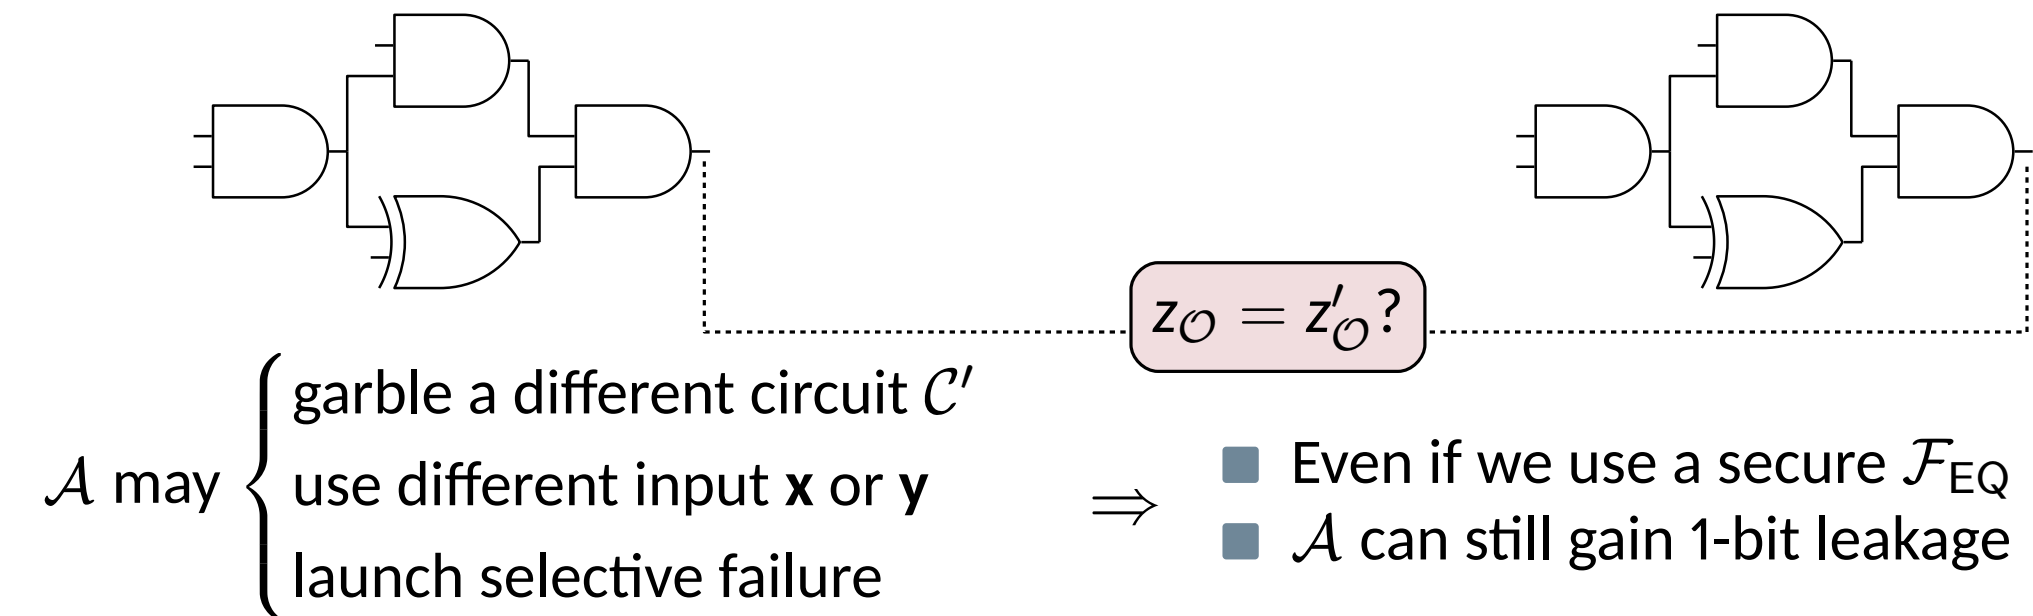 z_𝒪 = z′_𝒪?
𝒜 may { garble a different circuit 𝒞′
use different input x or y
launch selective failure
⇒
■ Even if we use a secure ℱ_EQ
■ 𝒜 can still gain 1-bit leakage